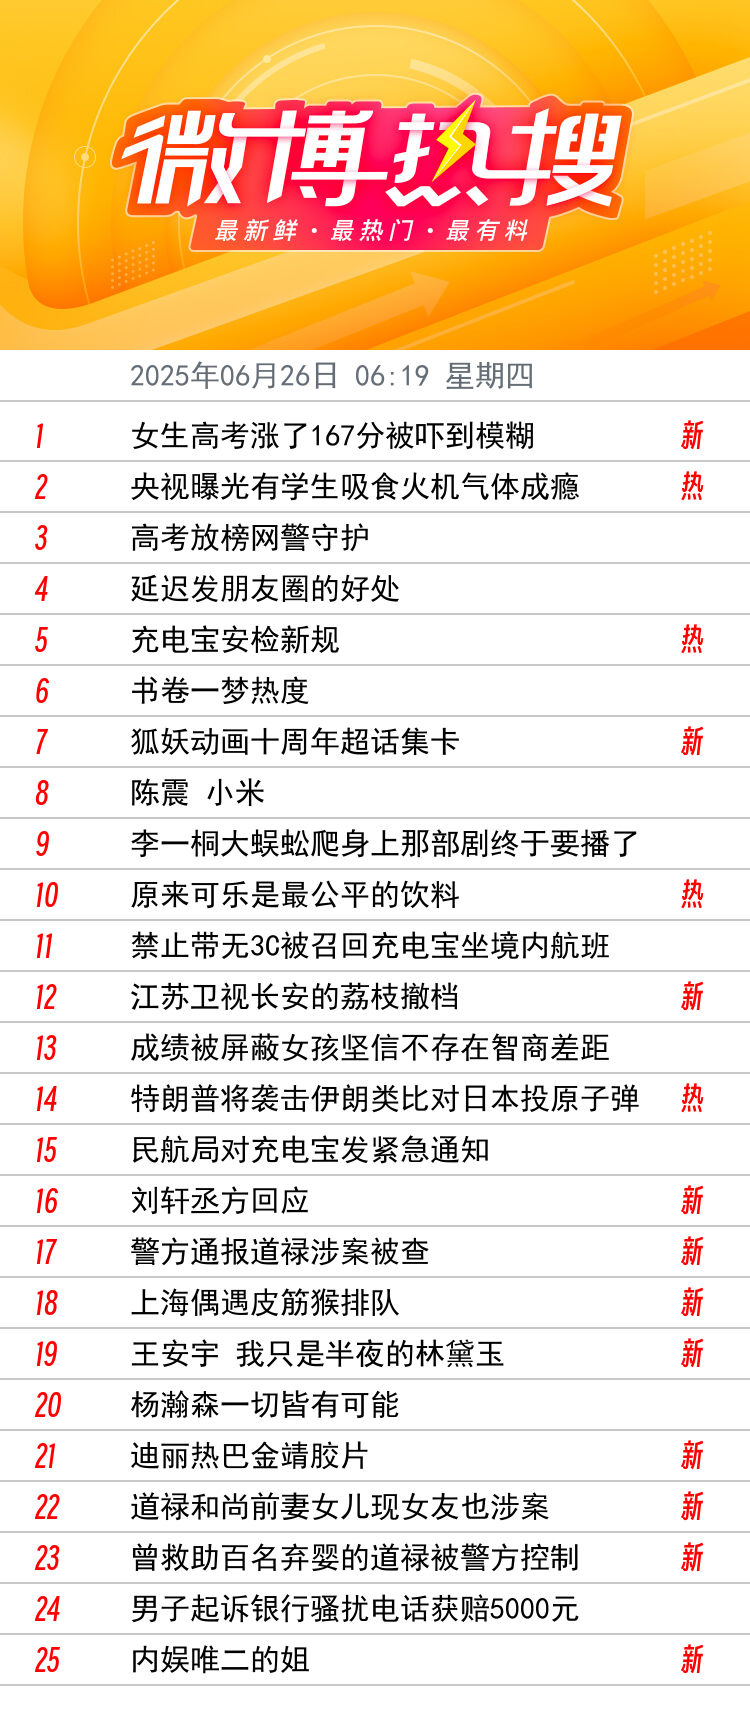 微博热搜
最新鲜·最热门·最有料
2025年06月26日 06:19 星期四
1 女生高考涨了167分被吓到模糊 新
2 央视曝光有学生吸食火机气体成瘾 热
3 高考放榜网警守护
4 延迟发朋友圈的好处
5 充电宝安检新规 热
6 书卷一梦热度
7 狐妖动画十周年超话集卡 新
8 陈震 小米
9 李一桐大蜈蚣爬身上那部剧终于要播了
10 原来可乐是最公平的饮料 热
11 禁止带无3C被召回充电宝坐境内航班
12 江苏卫视长安的荔枝撤档 新
13 成绩被屏蔽女孩坚信不存在智商差距
14 特朗普将袭击伊朗类比对日本投原子弹 热
15 民航局对充电宝发紧急通知
16 刘轩丞方回应 新
17 警方通报道禄涉案被查 新
18 上海偶遇皮筋猴排队 新
19 王安宇 我只是半夜的林黛玉 新
20 杨瀚森一切皆有可能
21 迪丽热巴金靖胶片 新
22 道禄和尚前妻女儿现女友也涉案 新
23 曾救助百名弃婴的道禄被警方控制 新
24 男子起诉银行骚扰电话获赔5000元
25 内娱唯二的姐 新